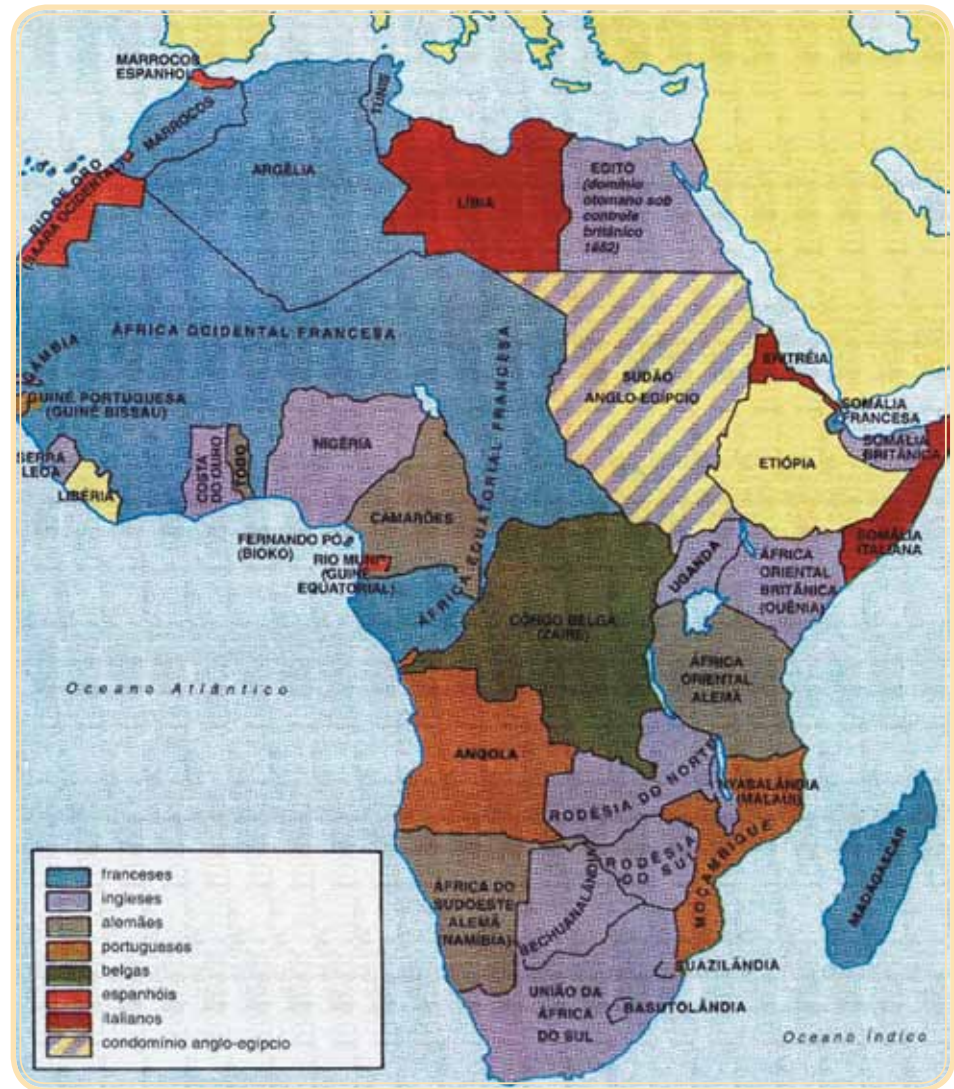 MARROCOS
ESPANHOL
TUNIS
MARROCOS
ARGÉLIA
RIO DE ORO
(SAARA OCIDENTAL)
LÍBIA
EGITO
(domínio
otomano sob
controle
britânico
1882)
ÁFRICA OCIDENTAL FRANCESA
ÁFRICA EQUATORIAL FRANCESA
GÂMBIA
GUINÉ PORTUGUESA
(GUINÉ BISSAU)
SUDÃO
ANGLO-EGÍPCIO
ERITRÉIA
SOMÁLIA
FRANCESA
SOMÁLIA
BRITÂNICA
SERRA
LEOA
LIBÉRIA
COSTA
DO OURO
TOGO
NIGÉRIA
ETIÓPIA
CAMARÕES
FERNANDO PÓ
(BIOKO)
RIO MUNI
(GUINÉ
EQUATORIAL)
SOMÁLIA
ITALIANA
UGANDA
ÁFRICA
ORIENTAL
BRITÂNICA
(QUÊNIA)
CONGO BELGA
(ZAIRE)
ÁFRICA
ORIENTAL
ALEMÃ
Oceano Atlântico
ANGOLA
RODÉSIA DO NORTE
NYASALÂNDIA
(MALAUI)
MOÇAMBIQUE
RODÉSIA
DO SUL
MADAGASCAR
ÁFRICA DO
SUDOESTE
ALEMÃ
(NAMÍBIA)
BECHUANALÂNDIA
SUAZILÂNDIA
UNIÃO DA
ÁFRICA
DO SUL
BASUTOLÂNDIA
Oceano Índico
franceses
ingleses
alemães
portugueses
belgas
espanhóis
italianos
condomínio anglo-egípcio